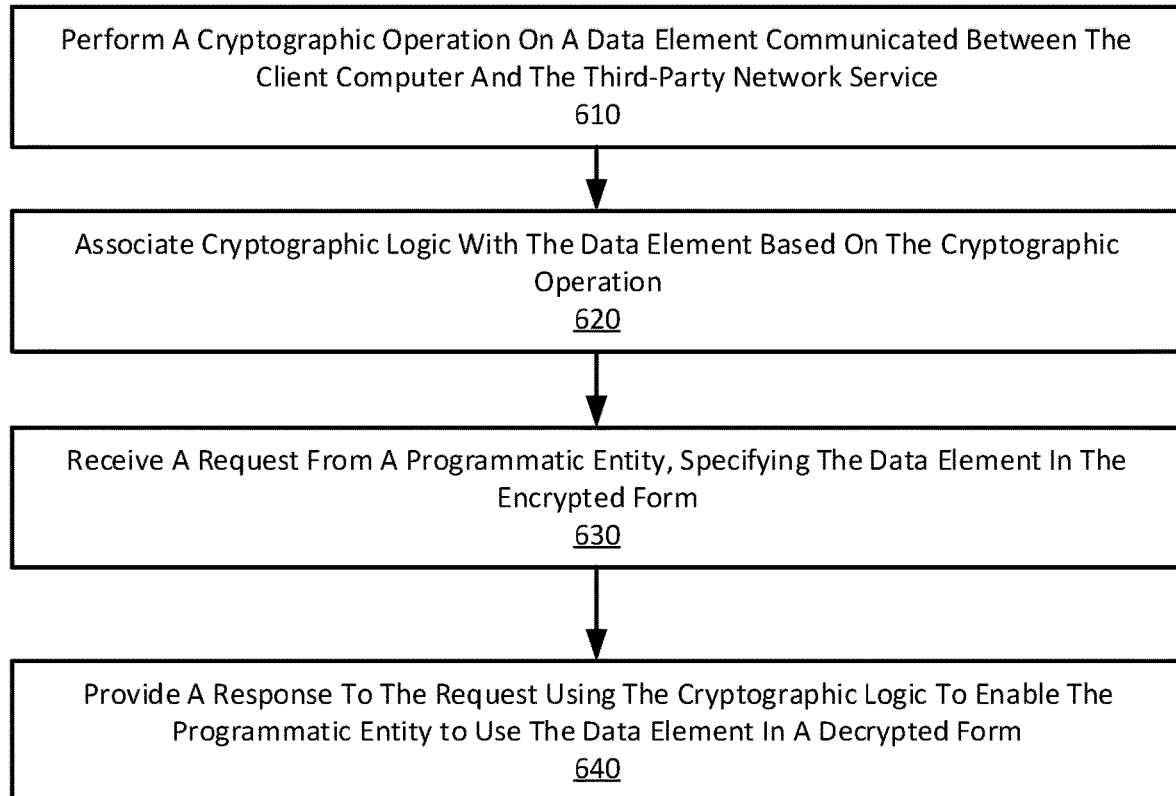 Perform A Cryptographic Operation On A Data Element Communicated Between The
Client Computer And The Third-Party Network Service
610
Associate Cryptographic Logic With The Data Element Based On The Cryptographic
Operation
620
Receive A Request From A Programmatic Entity, Specifying The Data Element In The
Encrypted Form
630
Provide A Response To The Request Using The Cryptographic Logic To Enable The
Programmatic Entity to Use The Data Element In A Decrypted Form
640